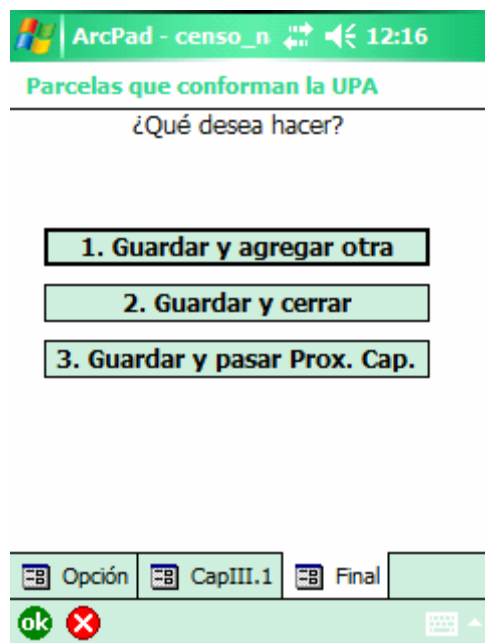 ArcPad - censo_n 12:16
Parcelas que conforman la UPA
¿Qué desea hacer?
1. Guardar y agregar otra
2. Guardar y cerrar
3. Guardar y pasar Prox. Cap.
Opción CapIII.1 Final
ok